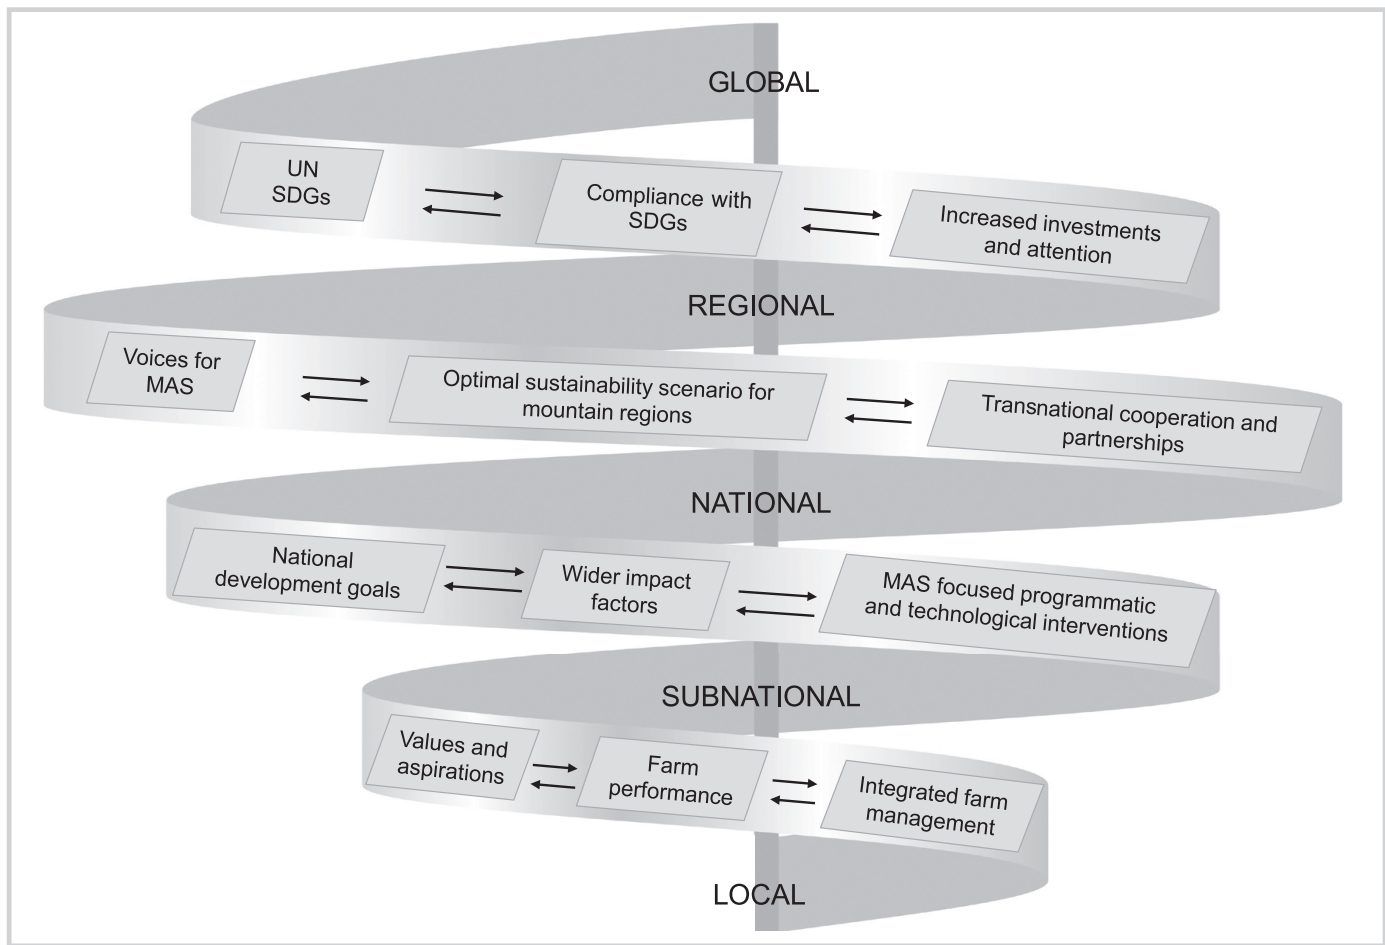 GLOBAL
UN
SDGs
Compliance with
SDGs
Increased investments
and attention
REGIONAL
Voices for
MAS
Optimal sustainability scenario for
mountain regions
Transnational cooperation and
partnerships
NATIONAL
National
development goals
Wider impact
factors
MAS focused programmatic
and technological interventions
SUBNATIONAL
Values and
aspirations
Farm
performance
Integrated farm
management
LOCAL